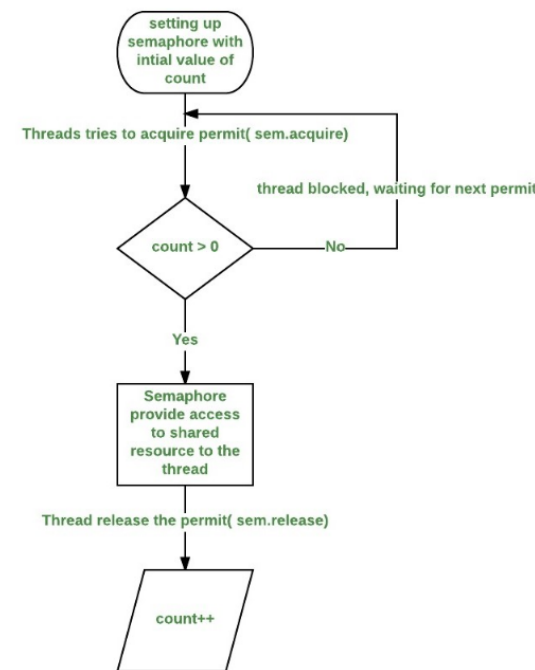 setting up
semaphore with
intial value of
count
Threads tries to acquire permit( sem.acquire)
thread blocked, waiting for next permit
count > 0
No
Yes
Semaphore
provide access
to shared
resource to the
thread
Thread release the permit( sem.release)
count++